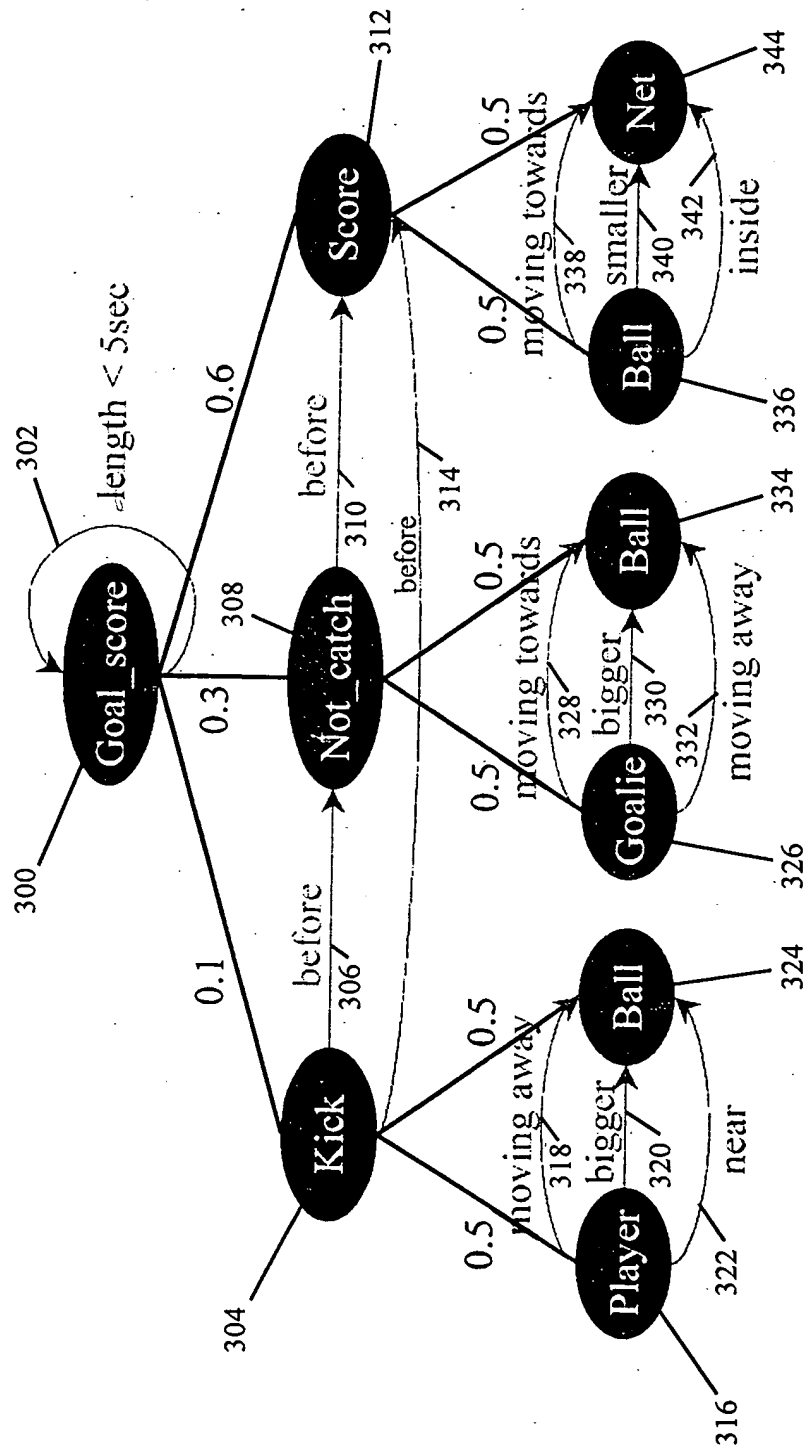 302
300
Goal_score
length < 5sec
0.1
0.3
0.6
308
312
304
Kick
before
306
Not_catch
before
310
Score
before
314
0.5
0.5
0.5
0.5
0.5
0.5
moving away
318
bigger
320
near
322
Player
316
Ball
324
moving towards
328
bigger
330
moving away
332
Goalie
326
Ball
334
moving towards
338
smaller
340
inside
342
Ball
336
Net
344